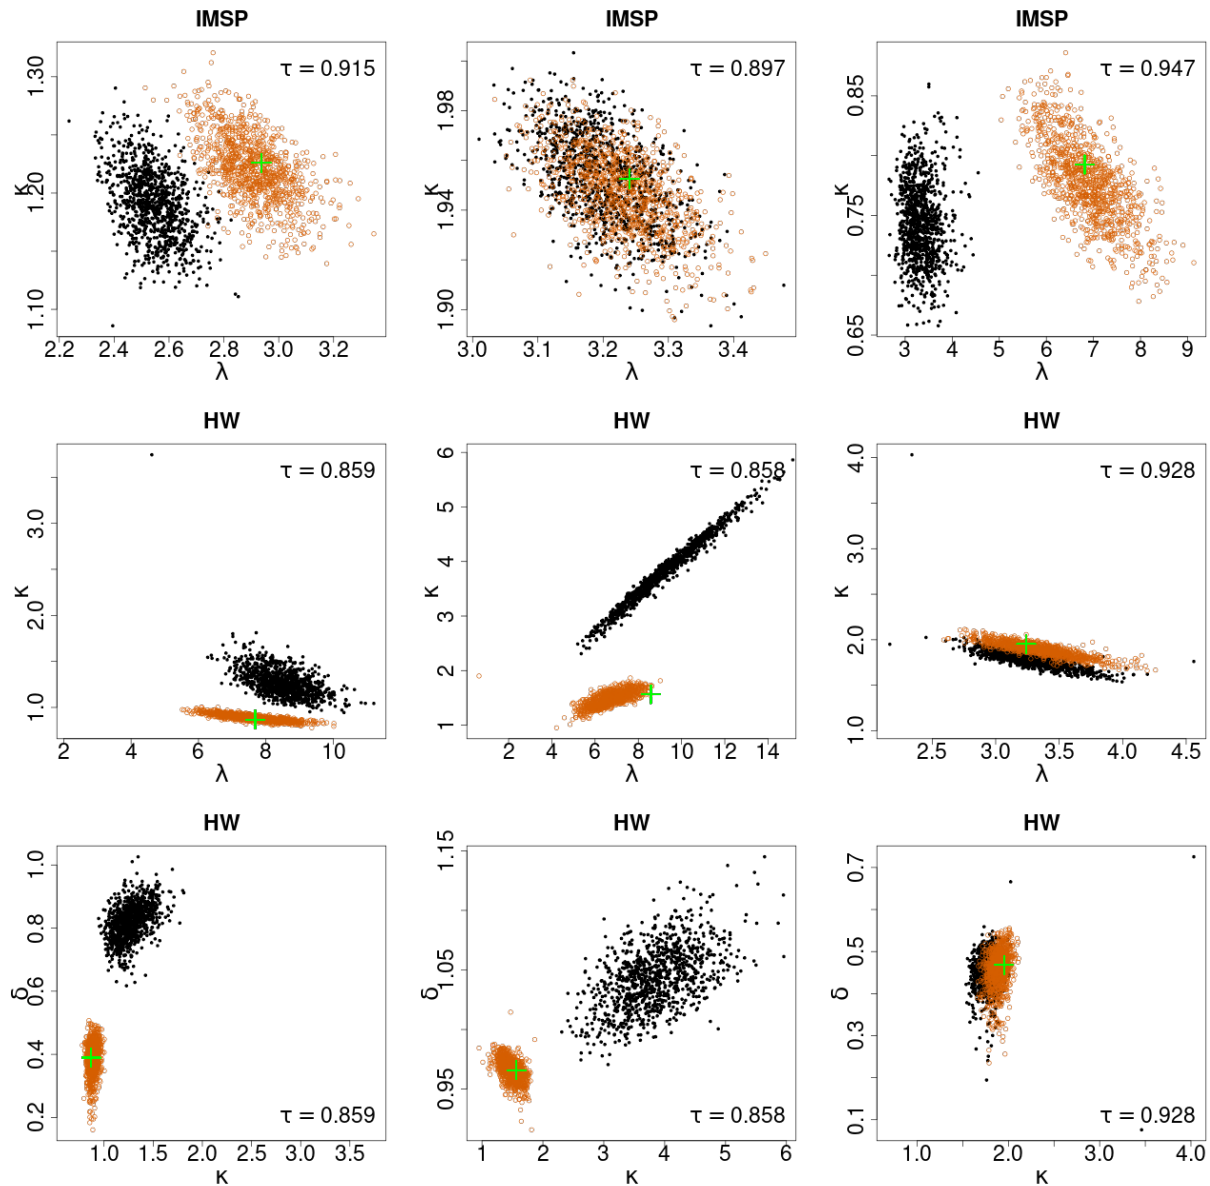 IMSP
IMSP
IMSP
τ = 0.915
τ = 0.897
τ = 0.947
κ
1.10 1.20 1.30
κ
1.90 1.94 1.98
κ
0.65 0.75 0.85
2.2 2.4 2.6 2.8 3.0 3.2
3.0 3.1 3.2 3.3 3.4
3 4 5 6 7 8 9
λ
λ
λ
HW
HW
HW
τ = 0.859
τ = 0.858
τ = 0.928
κ
1.0 2.0 3.0
κ
1 2 3 4 5 6
κ
1.0 2.0 3.0 4.0
2 4 6 8 10
2 4 6 8 10 12 14
2.5 3.0 3.5 4.0 4.5
λ
λ
λ
HW
HW
HW
δ
0.2 0.4 0.6 0.8 1.0
δ
0.95 1.05 1.15
δ
0.1 0.3 0.5 0.7
τ = 0.859
τ = 0.858
τ = 0.928
1.0 1.5 2.0 2.5 3.0 3.5
1 2 3 4 5 6
1.0 2.0 3.0 4.0
κ
κ
κ